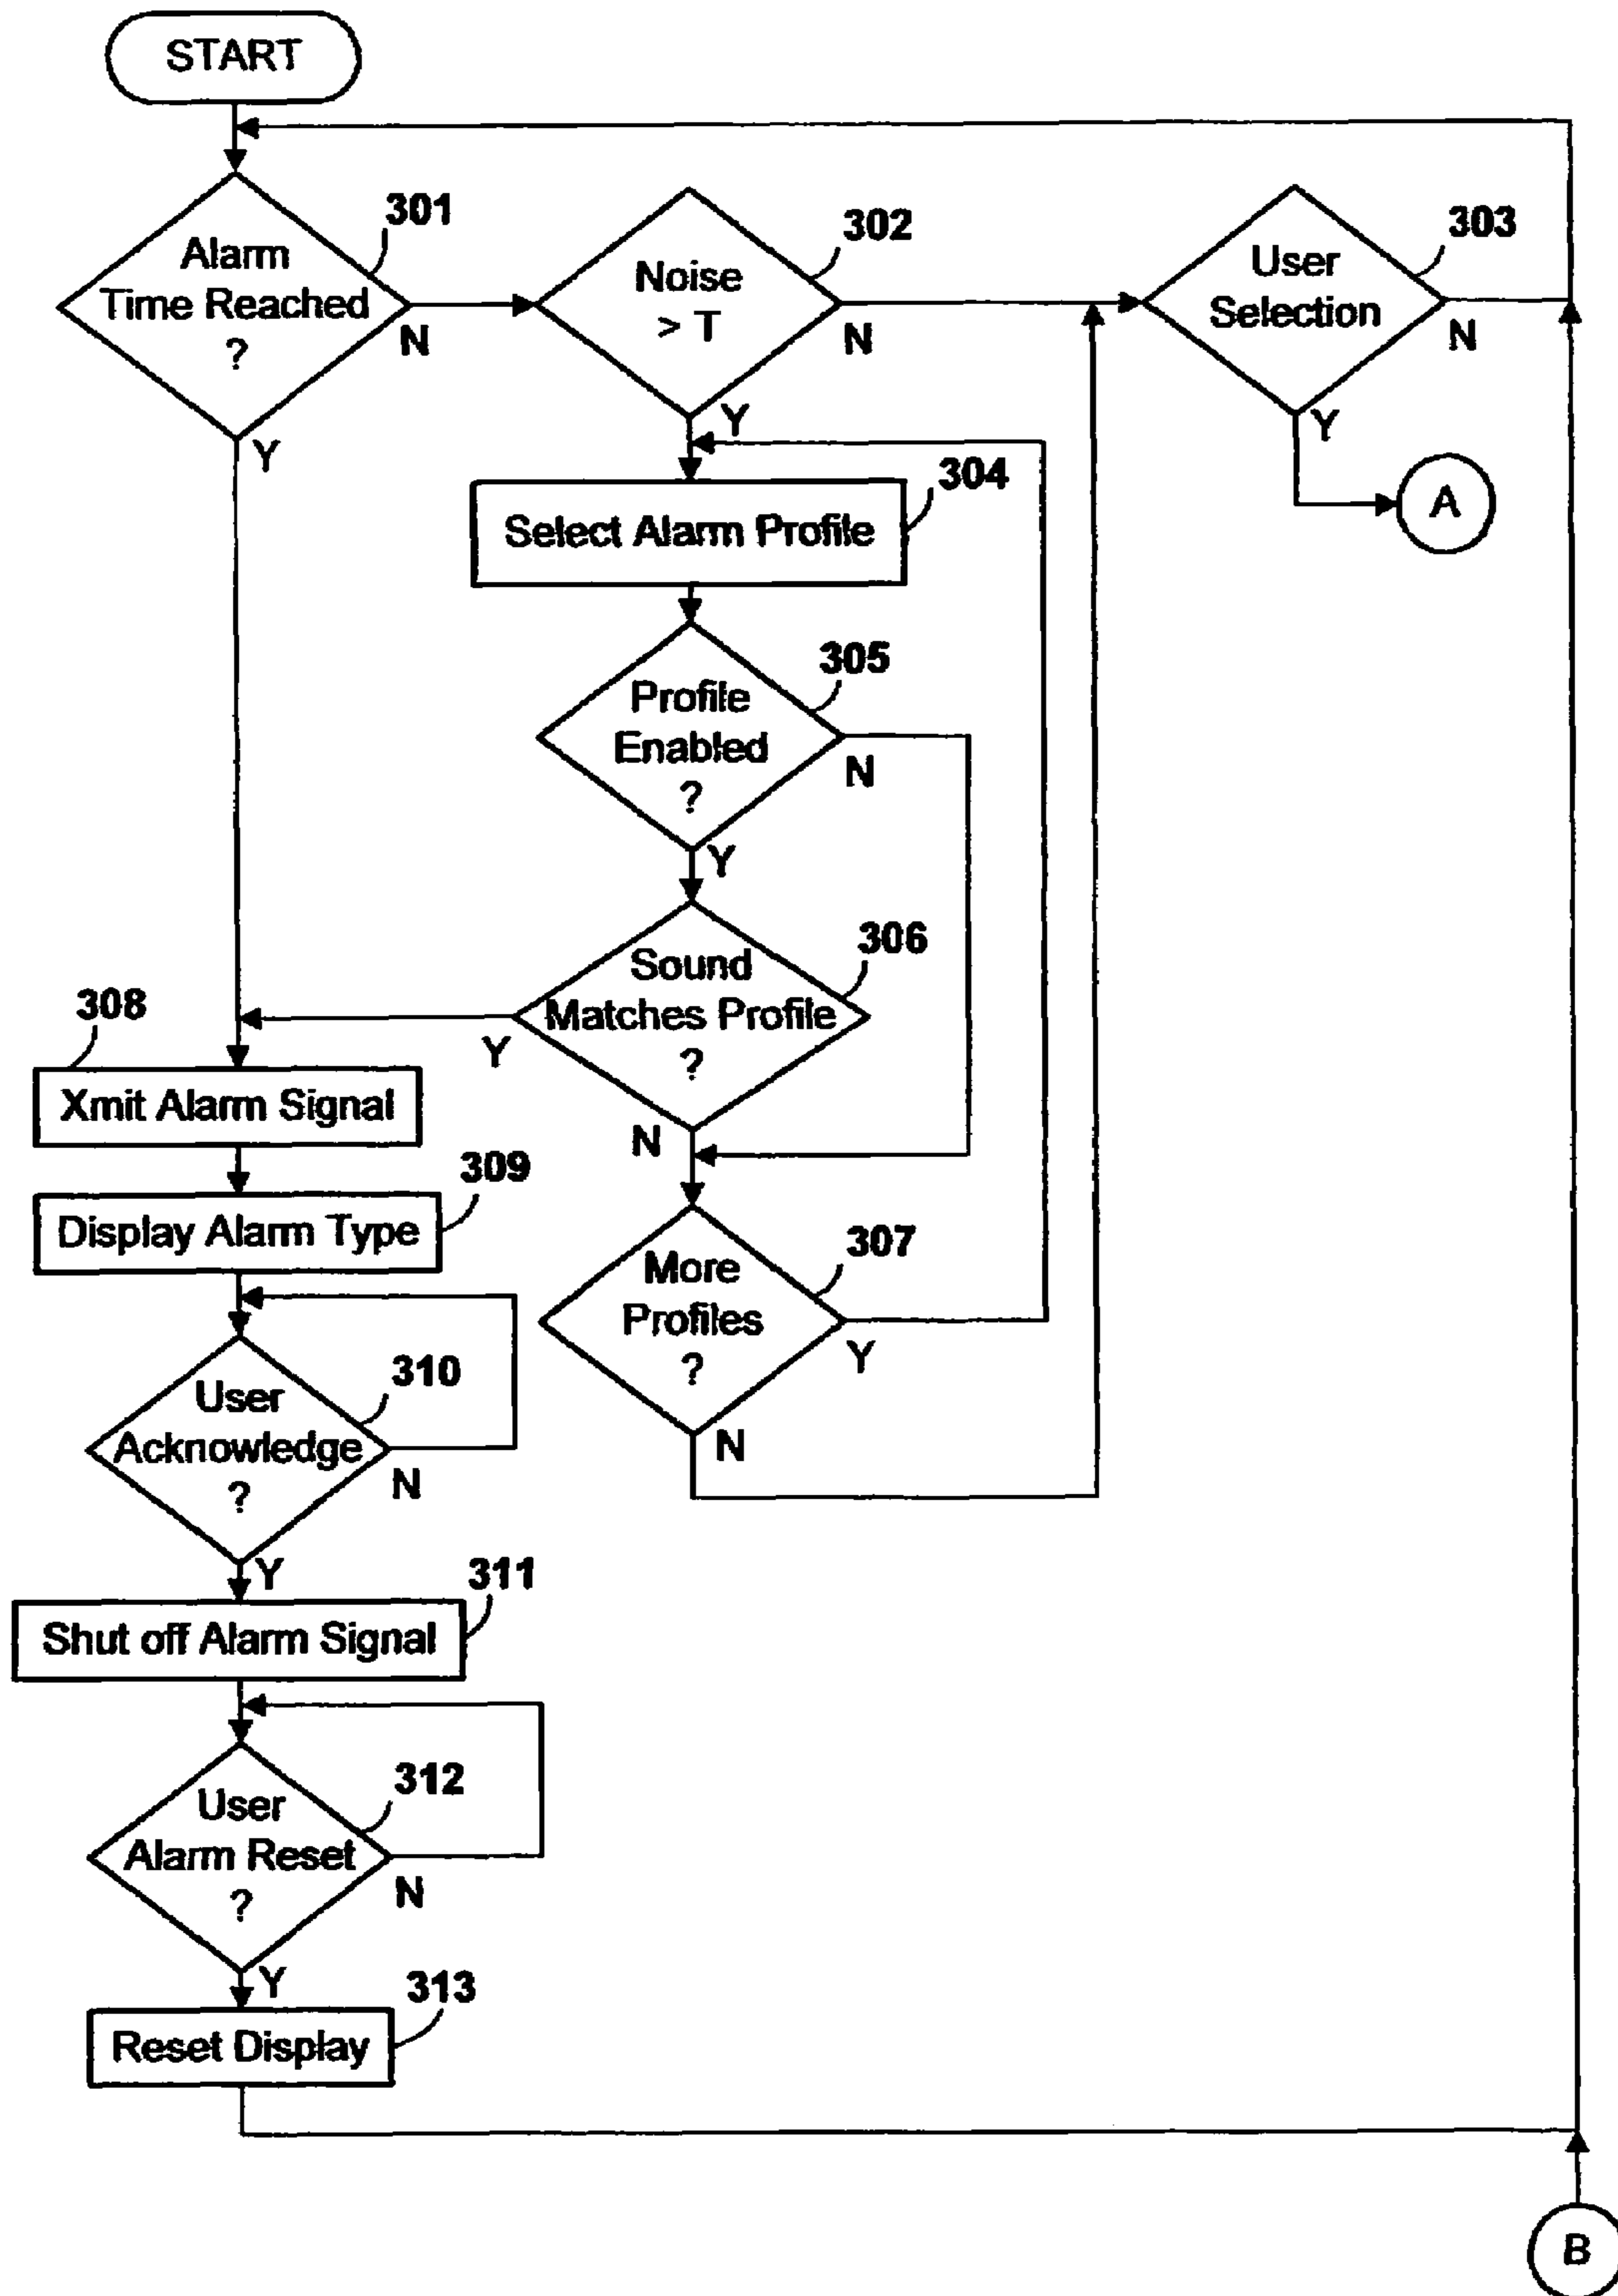 START
301
Alarm
Time Reached
?
N
Y
302
Noise
> T
N
Y
303
User
Selection
N
Y
A
304
Select Alarm Profile
305
Profile
Enabled
?
N
Y
306
Sound
Matches Profile
?
Y
N
307
More
Profiles
?
Y
N
308
Xmit Alarm Signal
309
Display Alarm Type
310
User
Acknowledge
?
N
Y
311
Shut off Alarm Signal
312
User
Alarm Reset
?
N
Y
313
Reset Display
B